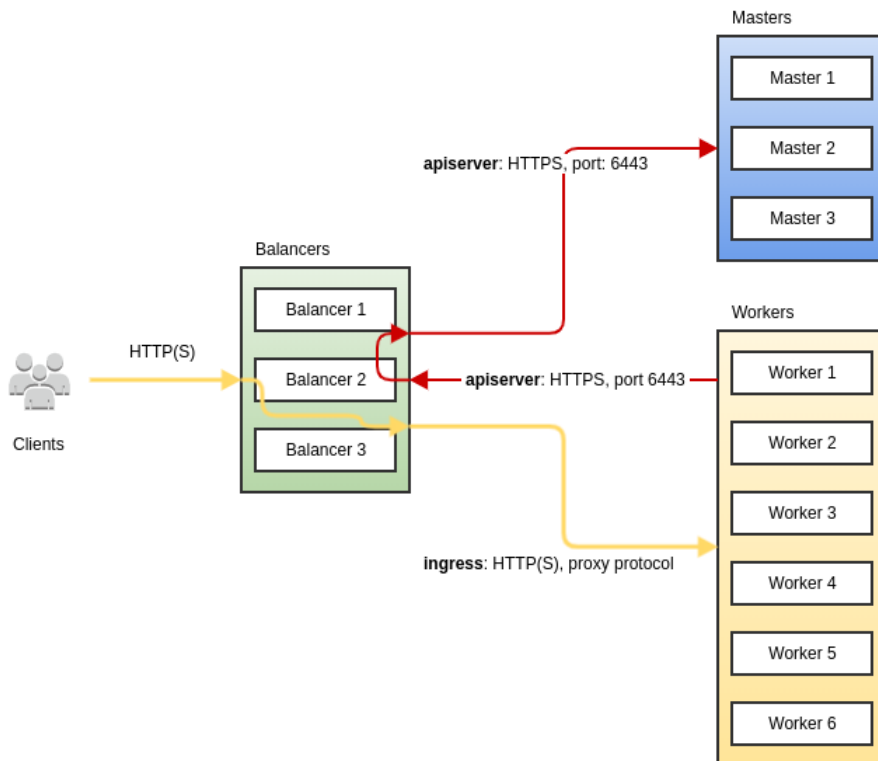 Masters
Master 1
Master 2
Master 3
apiserver: HTTPS, port: 6443
Balancers
Balancer 1
Balancer 2
Balancer 3
HTTP(S)
Clients
apiserver: HTTPS, port 6443
ingress: HTTP(S), proxy protocol
Workers
Worker 1
Worker 2
Worker 3
Worker 4
Worker 5
Worker 6